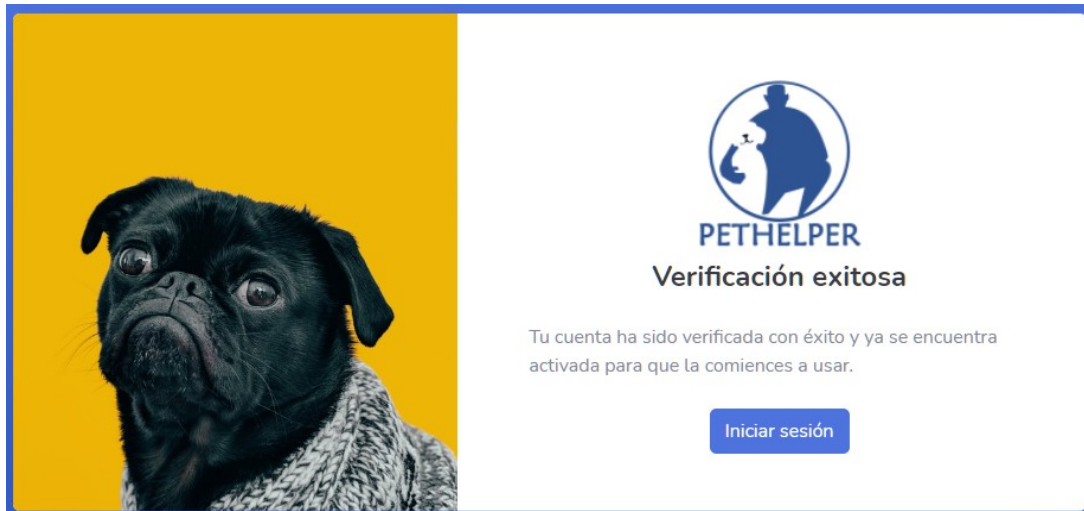 PETHELPER
Verificación exitosa
Tu cuenta ha sido verificada con éxito y ya se encuentra
activada para que la comiences a usar.
Iniciar sesión